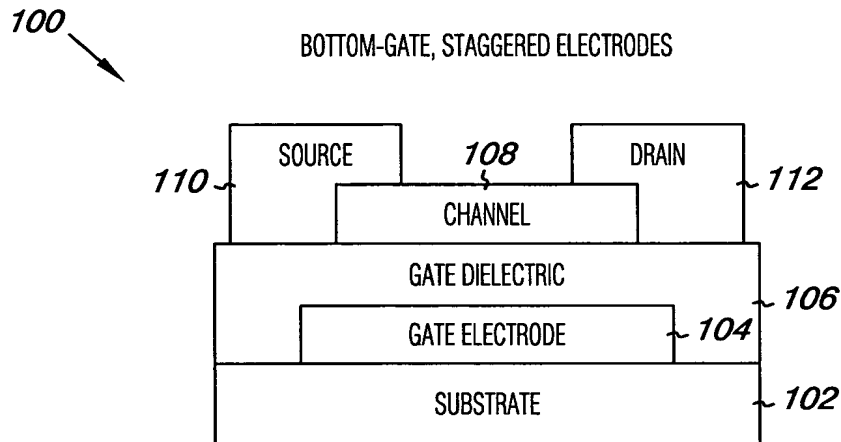 100
BOTTOM-GATE, STAGGERED ELECTRODES
SOURCE
108
DRAIN
110
112
CHANNEL
GATE DIELECTRIC
106
GATE ELECTRODE
104
SUBSTRATE
102